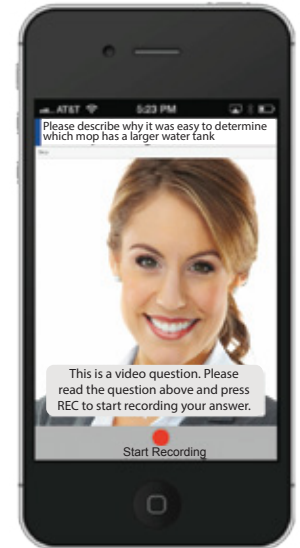 AT&T 5:23 PM
Please describe why it was easy to determine
which mop has a larger water tank
This is a video question. Please
read the question above and press
REC to start recording your answer.
Start Recording